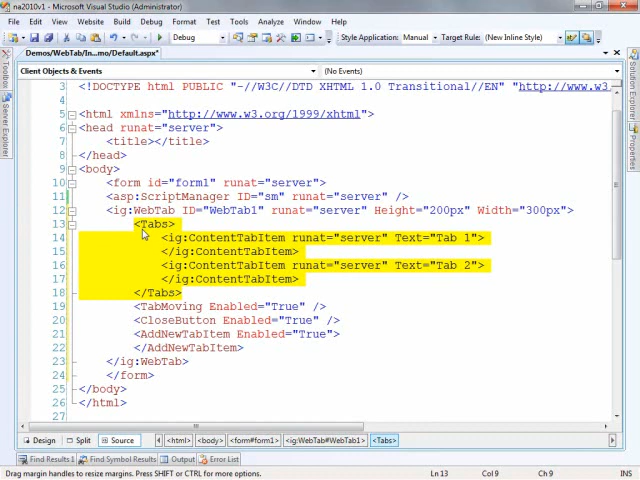 na2010v1 - Microsoft Visual Studio (Administrator)
File Edit View Website Build Debug Format Tools Analyze Window Help
Debug Style Application: Manual Target Rule: (New Inline Style)
Demos/WebTab/In...mo/Default.aspx*
Client Objects & Events (No Events)
Toolbox
Server Explorer
Solution Explorer
Properties
3 <!DOCTYPE html PUBLIC "-//W3C//DTD XHTML 1.0 Transitional//EN" "http://www.w3
4
5 <html xmlns="http://www.w3.org/1999/xhtml">
6 <head runat="server">
7 <title></title>
8 </head>
9 <body>
10 <form id="form1" runat="server">
11 <asp:ScriptManager ID="sm" runat="server" />
12 <ig:WebTab ID="WebTab1" runat="server" Height="200px" Width="300px">
13 <Tabs>
14 <ig:ContentTabItem runat="server" Text="Tab 1">
15 </ig:ContentTabItem>
16 <ig:ContentTabItem runat="server" Text="Tab 2">
17 </ig:ContentTabItem>
18 </Tabs>
19 <TabMoving Enabled="True" />
20 <CloseButton Enabled="True" />
21 <AddNewTabItem Enabled="True">
22 </AddNewTabItem>
23 </ig:WebTab>
24 </form>
25 </body>
26 </html>
27
Design Split Source <html> <body> <form#form1> <ig:WebTab#WebTab1> <Tabs>
Find Results 1 Find Symbol Results Output Error List
Drag margin handles to resize margins. Press SHIFT or CTRL for more options. Ln 13 Col 9 Ch 9 INS